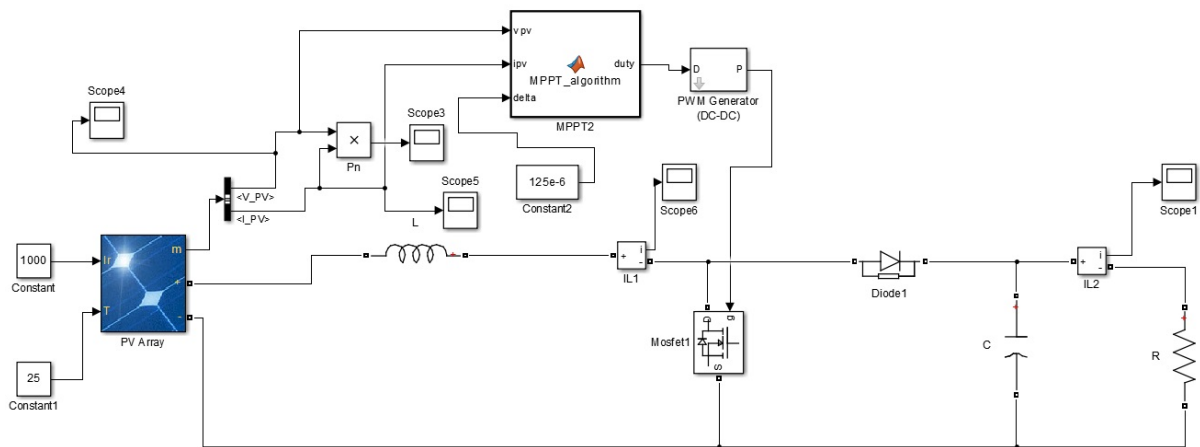 vpv
ipv
delta
MPPT_algorithm
duty
MPPT2
D
P
PWM Generator
(DC-DC)
Scope4
Scope3
×
Pn
125e-6
Constant2
<V_PV>
<I_PV>
Scope5
L
Scope6
Scope1
1000
Constant
Ir
m
T
+
-
PV Array
25
Constant1
+
i
-
IL1
Diode1
+
i
-
IL2
D
g
S
Mosfet1
C
R